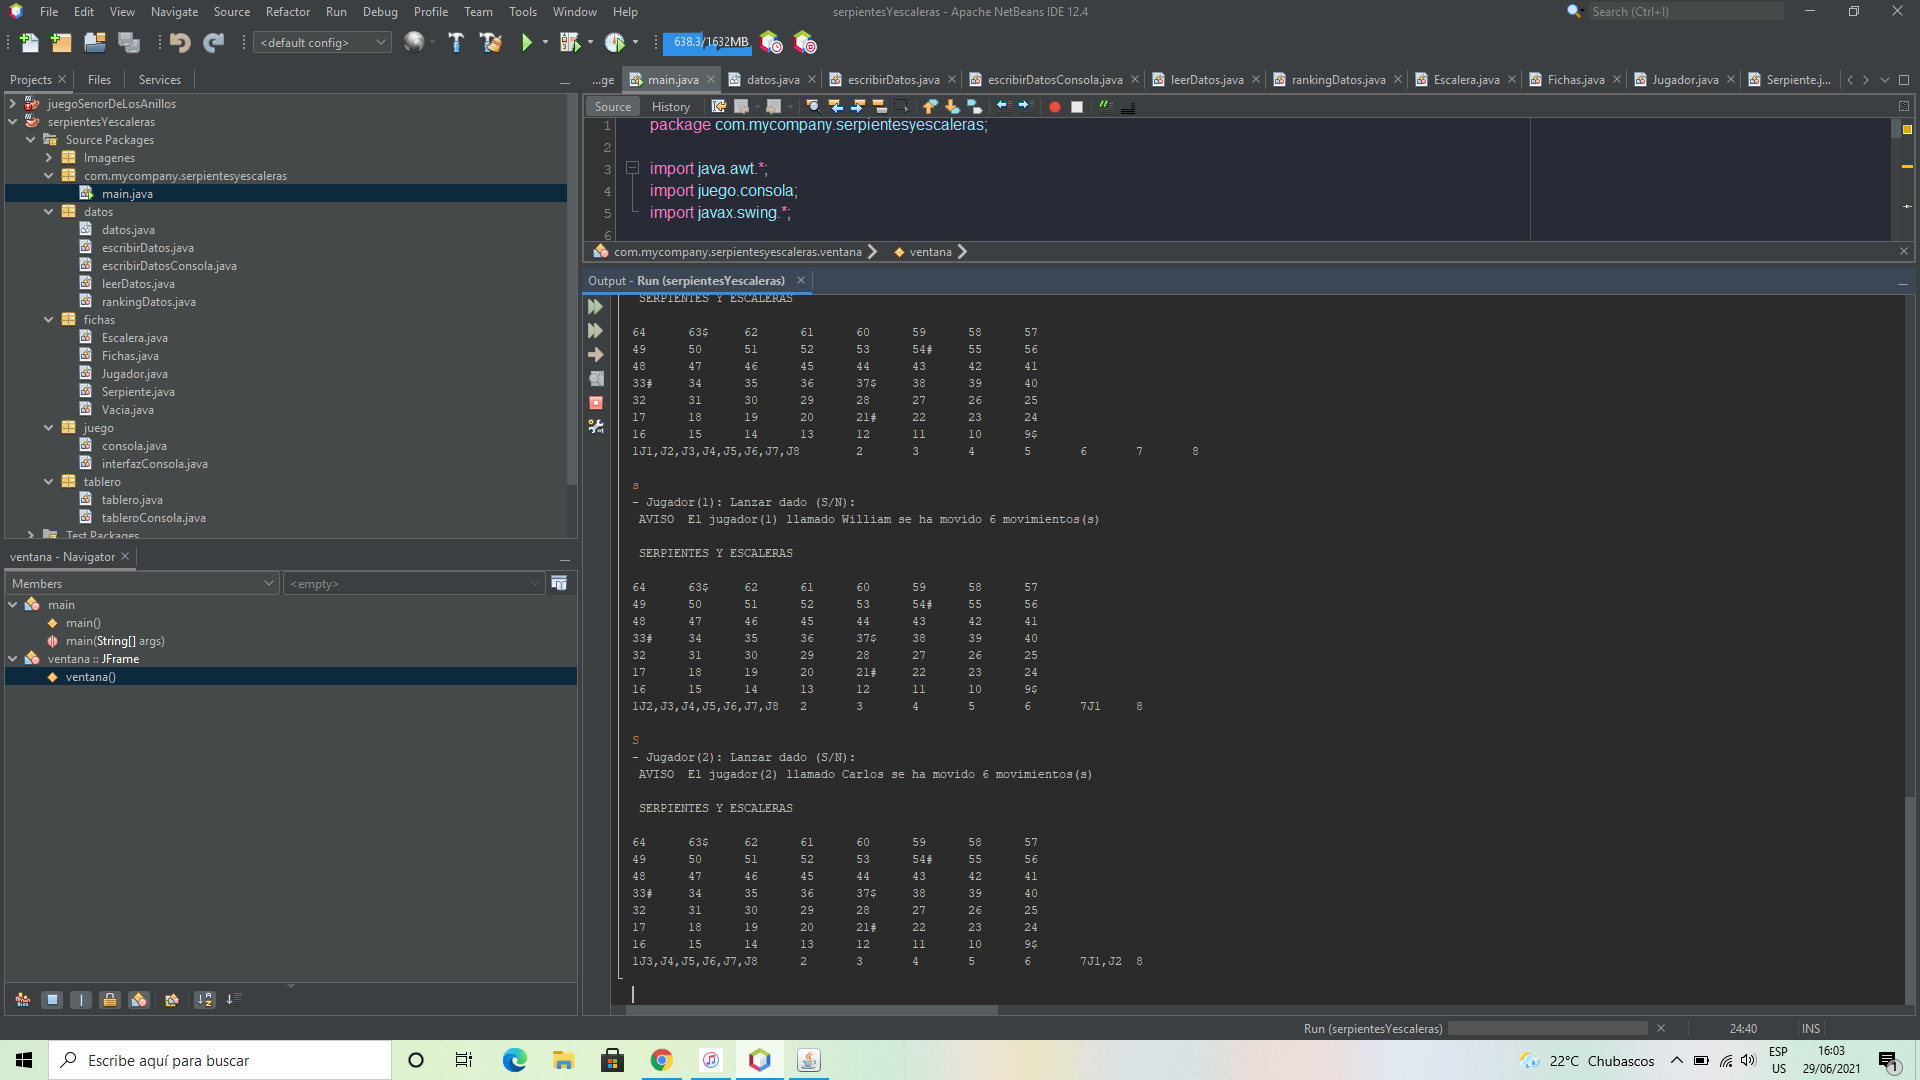 File Edit View Navigate Source Refactor Run Debug Profile Team Tools Window Help
serpientesYescaleras - Apache NetBeans IDE 12.4
Search (Ctrl+I)
<default config>
638.3/1632MB
Projects Files Services
juegoSenorDeLosAnillos
serpientesYescaleras
Source Packages
Imagenes
com.mycompany.serpientesyescaleras
main.java
datos
datos.java
escribirDatos.java
escribirDatosConsola.java
leerDatos.java
rankingDatos.java
fichas
Escalera.java
Fichas.java
Jugador.java
Serpiente.java
Vacia.java
juego
consola.java
interfazConsola.java
tablero
tablero.java
tableroConsola.java
Test Packages
ventana - Navigator
Members
<empty>
main
main()
main(String[] args)
ventana :: JFrame
ventana()
...ge main.java datos.java escribirDatos.java escribirDatosConsola.java leerDatos.java rankingDatos.java Escalera.java Fichas.java Jugador.java Serpiente.j...
Source History
1 package com.mycompany.serpientesyescaleras;
2
3 import java.awt.*;
4 import juego.consola;
5 import javax.swing.*;
6
com.mycompany.serpientesyescaleras.ventana ventana
Output - Run (serpientesYescaleras)
SERPIENTES Y ESCALERAS
64 63$ 62 61 60 59 58 57
49 50 51 52 53 54# 55 56
48 47 46 45 44 43 42 41
33# 34 35 36 37$ 38 39 40
32 31 30 29 28 27 26 25
17 18 19 20 21# 22 23 24
16 15 14 13 12 11 10 9$
1J1,J2,J3,J4,J5,J6,J7,J8 2 3 4 5 6 7 8
s
- Jugador(1): Lanzar dado (S/N):
AVISO El jugador(1) llamado William se ha movido 6 movimientos(s)
SERPIENTES Y ESCALERAS
64 63$ 62 61 60 59 58 57
49 50 51 52 53 54# 55 56
48 47 46 45 44 43 42 41
33# 34 35 36 37$ 38 39 40
32 31 30 29 28 27 26 25
17 18 19 20 21# 22 23 24
16 15 14 13 12 11 10 9$
1J2,J3,J4,J5,J6,J7,J8 2 3 4 5 6 7J1 8
S
- Jugador(2): Lanzar dado (S/N):
AVISO El jugador(2) llamado Carlos se ha movido 6 movimientos(s)
SERPIENTES Y ESCALERAS
64 63$ 62 61 60 59 58 57
49 50 51 52 53 54# 55 56
48 47 46 45 44 43 42 41
33# 34 35 36 37$ 38 39 40
32 31 30 29 28 27 26 25
17 18 19 20 21# 22 23 24
16 15 14 13 12 11 10 9$
1J3,J4,J5,J6,J7,J8 2 3 4 5 6 7J1,J2 8
Run (serpientesYescaleras)
24:40 INS
Escribe aquí para buscar
22°C Chubascos
ESP
US
16:03
29/06/2021
1